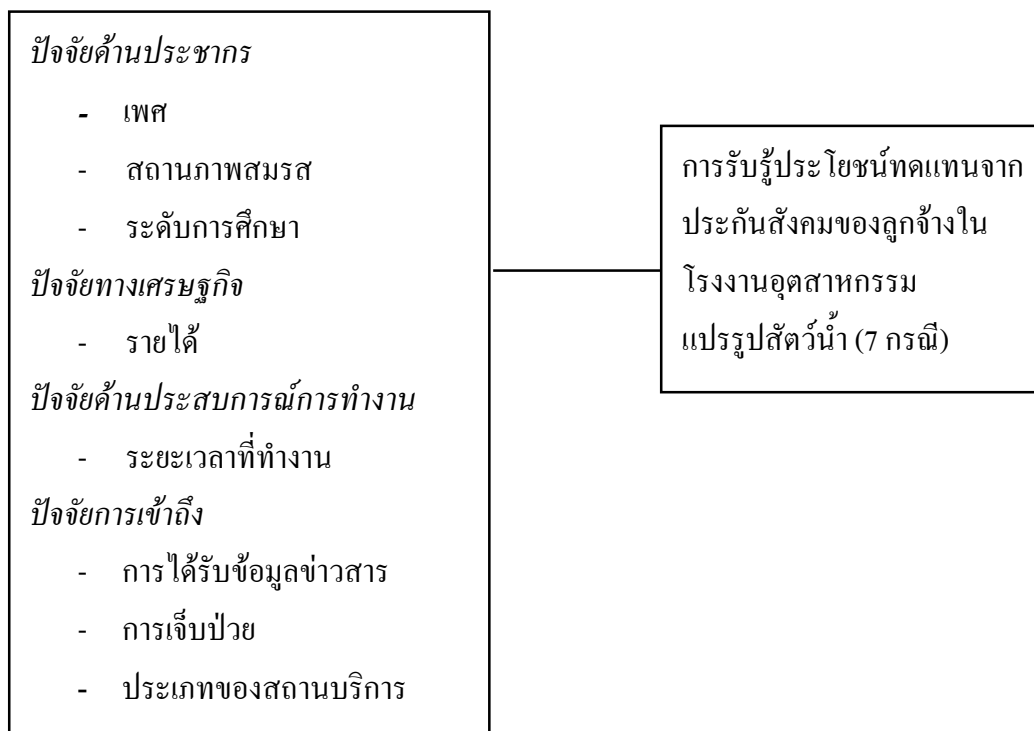 ปัจจัยด้านประชากร
- เพศ
- สถานภาพสมรส
- ระดับการศึกษา
ปัจจัยทางเศรษฐกิจ
- รายได้
ปัจจัยด้านประสบการณ์การทำงาน
- ระยะเวลาที่ทำงาน
ปัจจัยการเข้าถึง
- การได้รับข้อมูลข่าวสาร
- การเจ็บป่วย
- ประเภทของสถานบริการ
การรับรู้ประโยชน์ทดแทนจาก
ประกันสังคมของลูกจ้างใน
โรงงานอุตสาหกรรม
แปรรูปสัตว์น้ำ (7 กรณี)